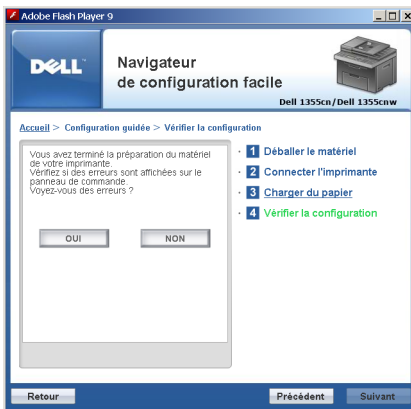 Adobe Flash Player 9
DELL™
Navigateur
de configuration facile
Dell 1355cn/Dell 1355cnw
Accueil > Configuration guidée > Vérifier la configuration
Vous avez terminé la préparation du matériel
de votre imprimante.
Vérifiez si des erreurs sont affichées sur le
panneau de commande.
Voyez-vous des erreurs ?
OUI
NON
· 1 Déballer le matériel
· 2 Connecter l'imprimante
· 3 Charger du papier
· 4 Vérifier la configuration
Retour
Précédent
Suivant